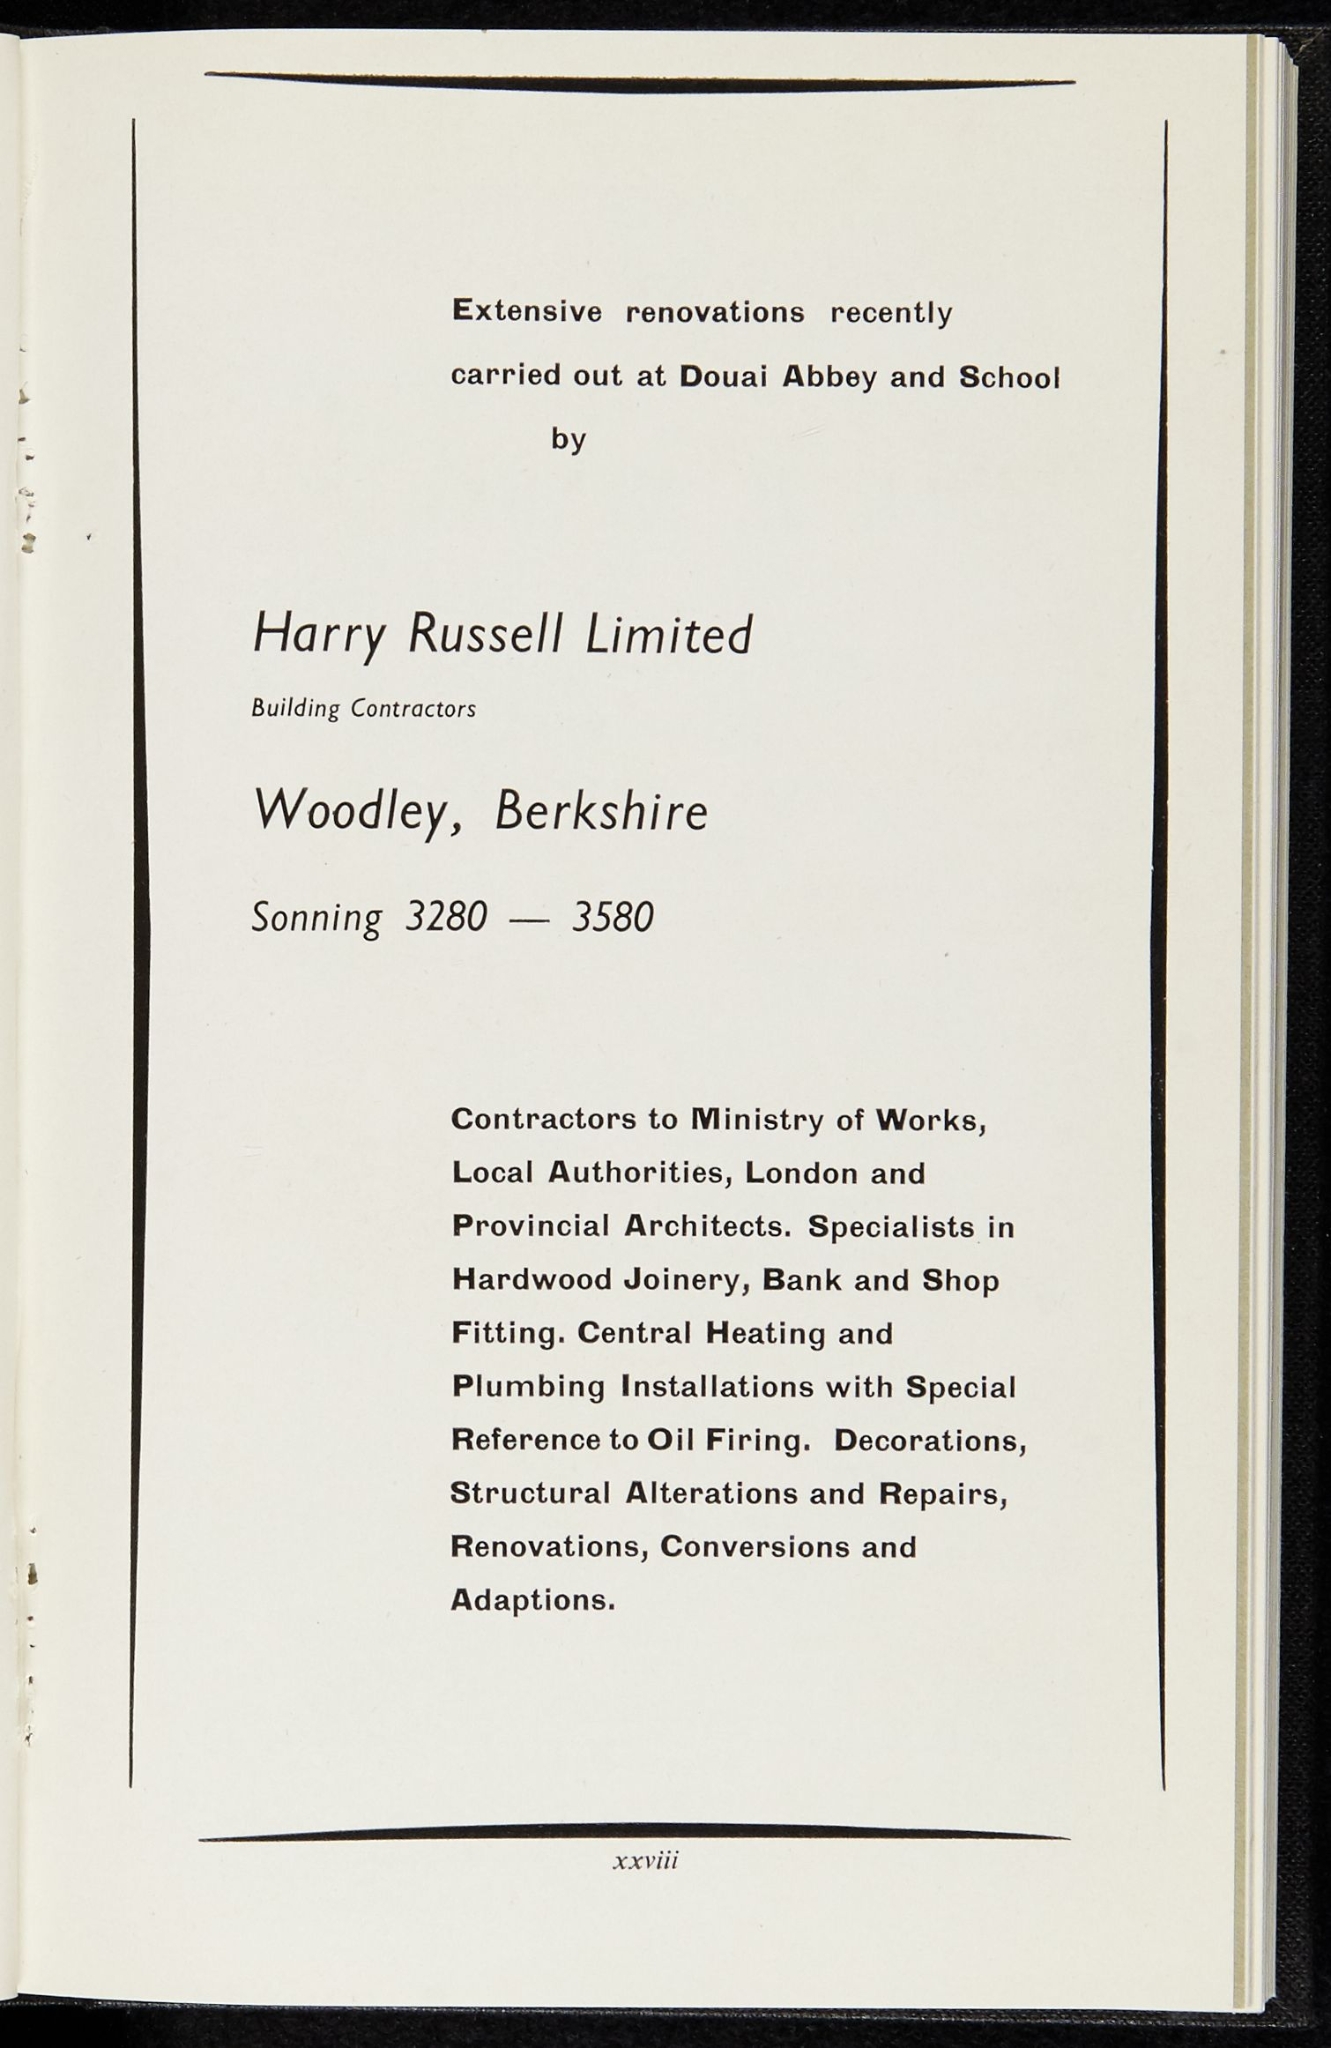 Extensive renovations recently
carried out at Douai Abbey and School
by
Harry Russell Limited
Building Contractors
Woodley, Berkshire
Sonning 3280 — 3580
Contractors to Ministry of Works,
Local Authorities, London and
Provincial Architects. Specialists in
Hardwood Joinery, Bank and Shop
Fitting. Central Heating and
Plumbing Installations with Special
Reference to Oil Firing. Decorations,
Structural Alterations and Repairs,
Renovations, Conversions and
Adaptions.
xxviii